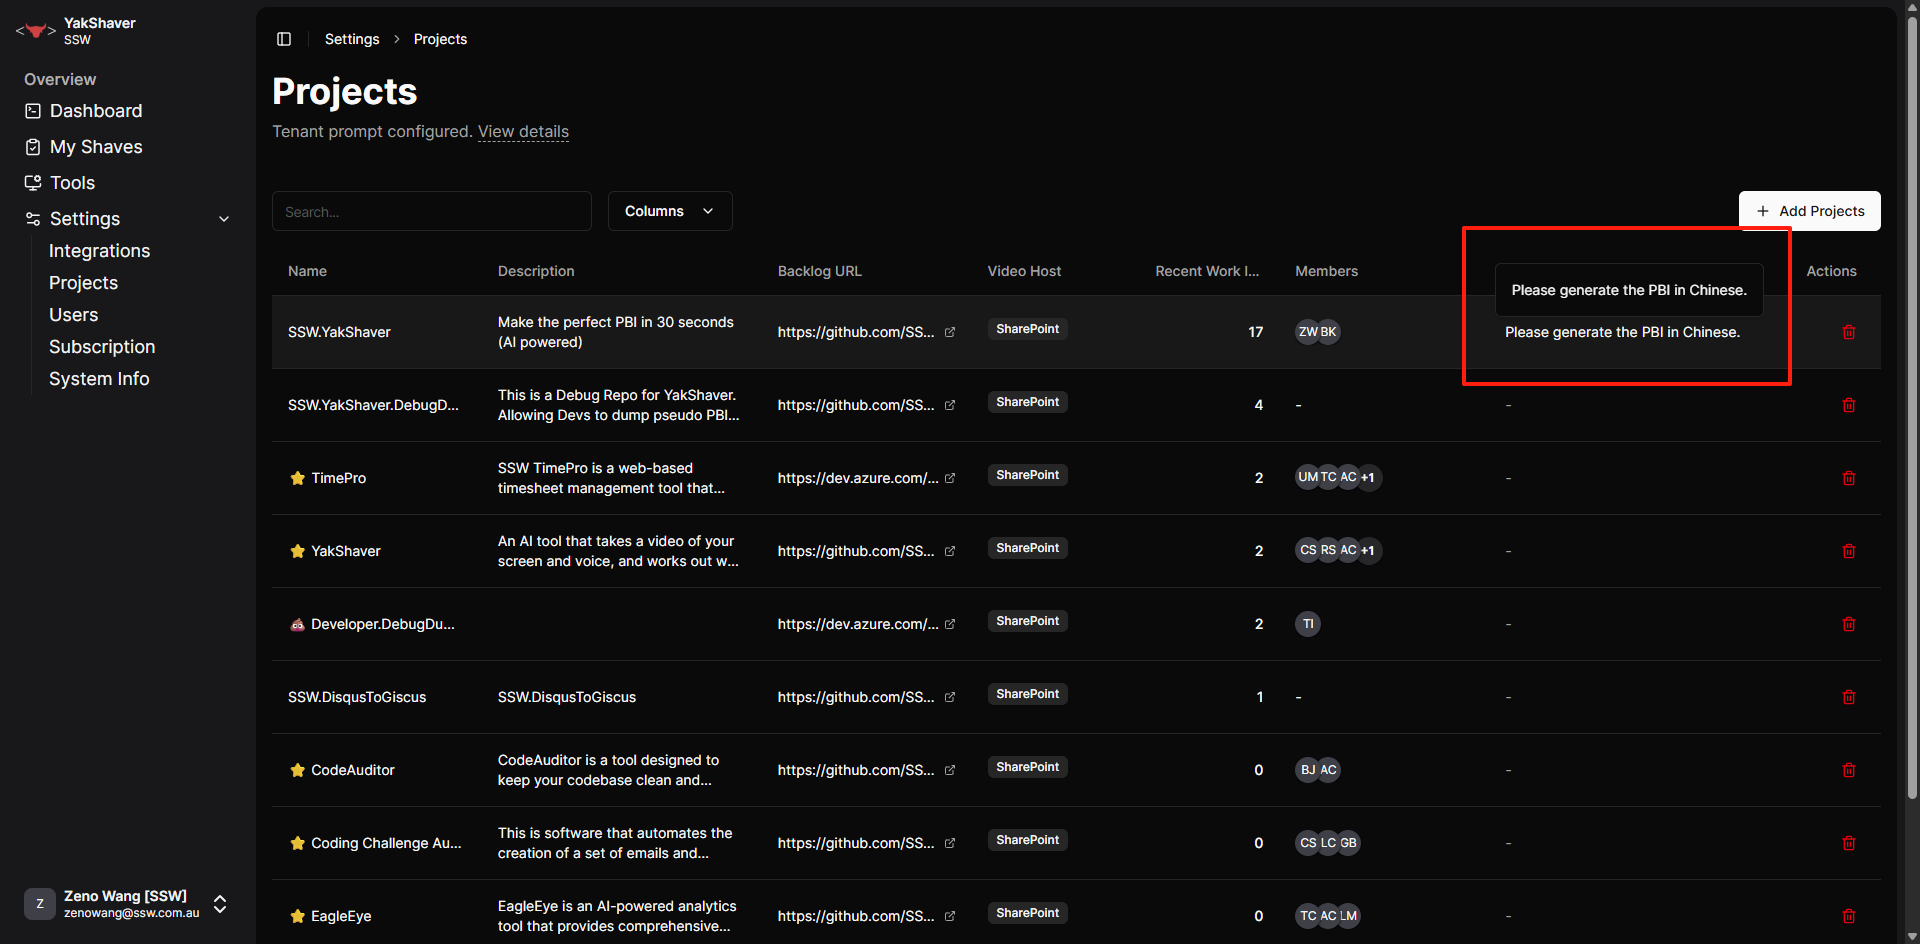 YakShaver
SSW
Overview
Dashboard
My Shaves
Tools
Settings
Integrations
Projects
Users
Subscription
System Info
Z
Zeno Wang [SSW]
zenowang@ssw.com.au
Settings > Projects
Projects
Tenant prompt configured. View details
Search...
Columns
+ Add Projects
Name Description Backlog URL Video Host Recent Work I... Members Actions
Please generate the PBI in Chinese.
SSW.YakShaver Make the perfect PBI in 30 seconds https://github.com/SS... SharePoint 17 ZW BK Please generate the PBI in Chinese.
(AI powered)
SSW.YakShaver.DebugD... This is a Debug Repo for YakShaver. https://github.com/SS... SharePoint 4 - -
Allowing Devs to dump pseudo PBI...
TimePro SSW TimePro is a web-based https://dev.azure.com/... SharePoint 2 UM TC AC +1 -
timesheet management tool that...
YakShaver An AI tool that takes a video of your https://github.com/SS... SharePoint 2 CS RS AC +1 -
screen and voice, and works out w...
Developer.DebugDu... https://dev.azure.com/... SharePoint 2 TI -
SSW.DisqusToGiscus SSW.DisqusToGiscus https://github.com/SS... SharePoint 1 - -
CodeAuditor CodeAuditor is a tool designed to https://github.com/SS... SharePoint 0 BJ AC -
keep your codebase clean and...
Coding Challenge Au... This is software that automates the https://github.com/SS... SharePoint 0 CS LC GB -
creation of a set of emails and...
EagleEye EagleEye is an AI-powered analytics https://github.com/SS... SharePoint 0 TC AC LM -
tool that provides comprehensive...